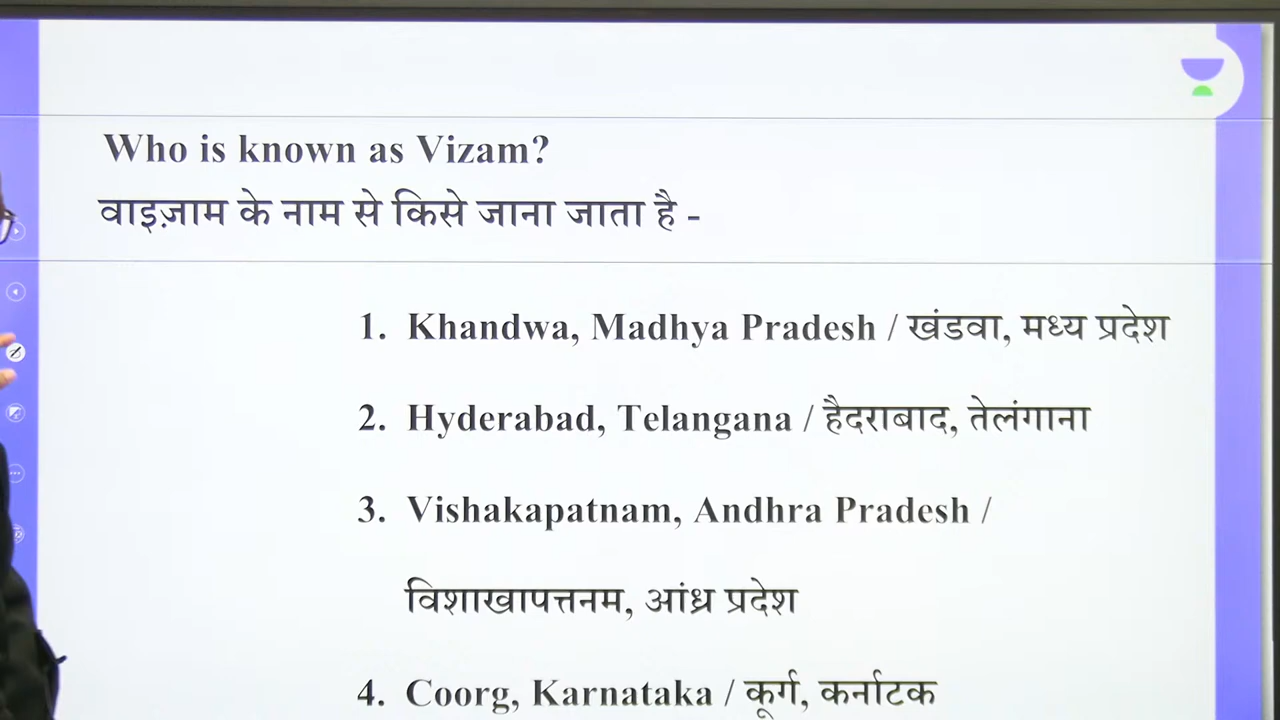 Who is known as Vizam?
वाइज़ाम के नाम से किसे जाना जाता है -
1. Khandwa, Madhya Pradesh / खंडवा, मध्य प्रदेश
2. Hyderabad, Telangana / हैदराबाद, तेलंगाना
3. Vishakapatnam, Andhra Pradesh /
विशाखापत्तनम, आंध्र प्रदेश
4. Coorg, Karnataka / कूर्ग, कर्नाटक